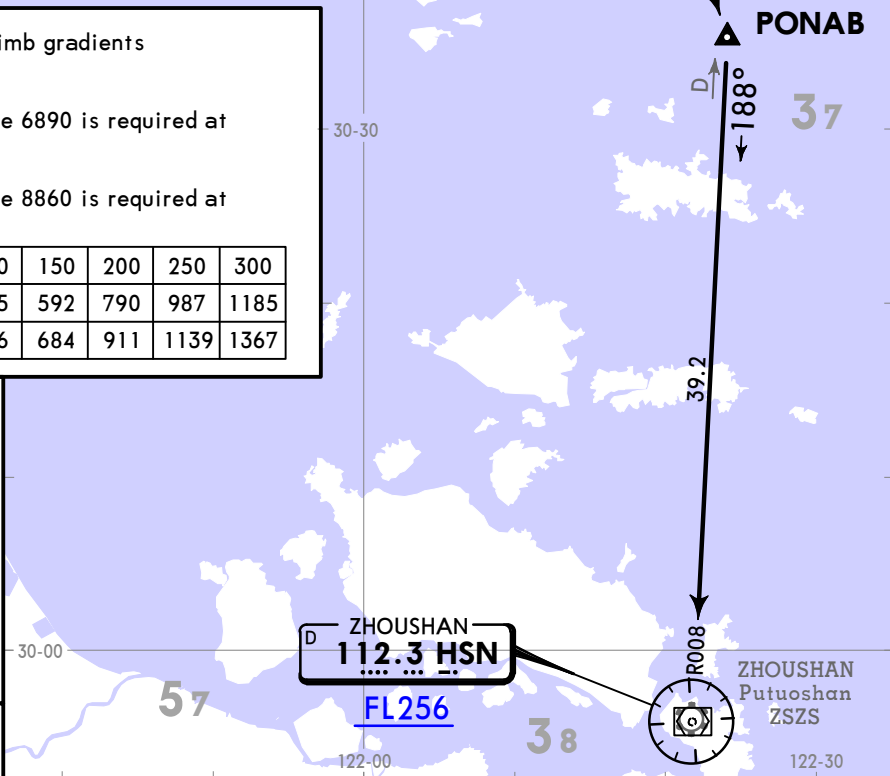 imb gradients
e 6890 is required at
e 8860 is required at
0 150 200 250 300
5 592 790 987 1185
6 684 911 1139 1367
PONAB
D
188°
37
30-30
39.2
R008
ZHOUSHAN
D 112.3 HSN
FL256
30-00
57
38
ZHOUSHAN
Putuoshan
ZSZS
122-00
122-30